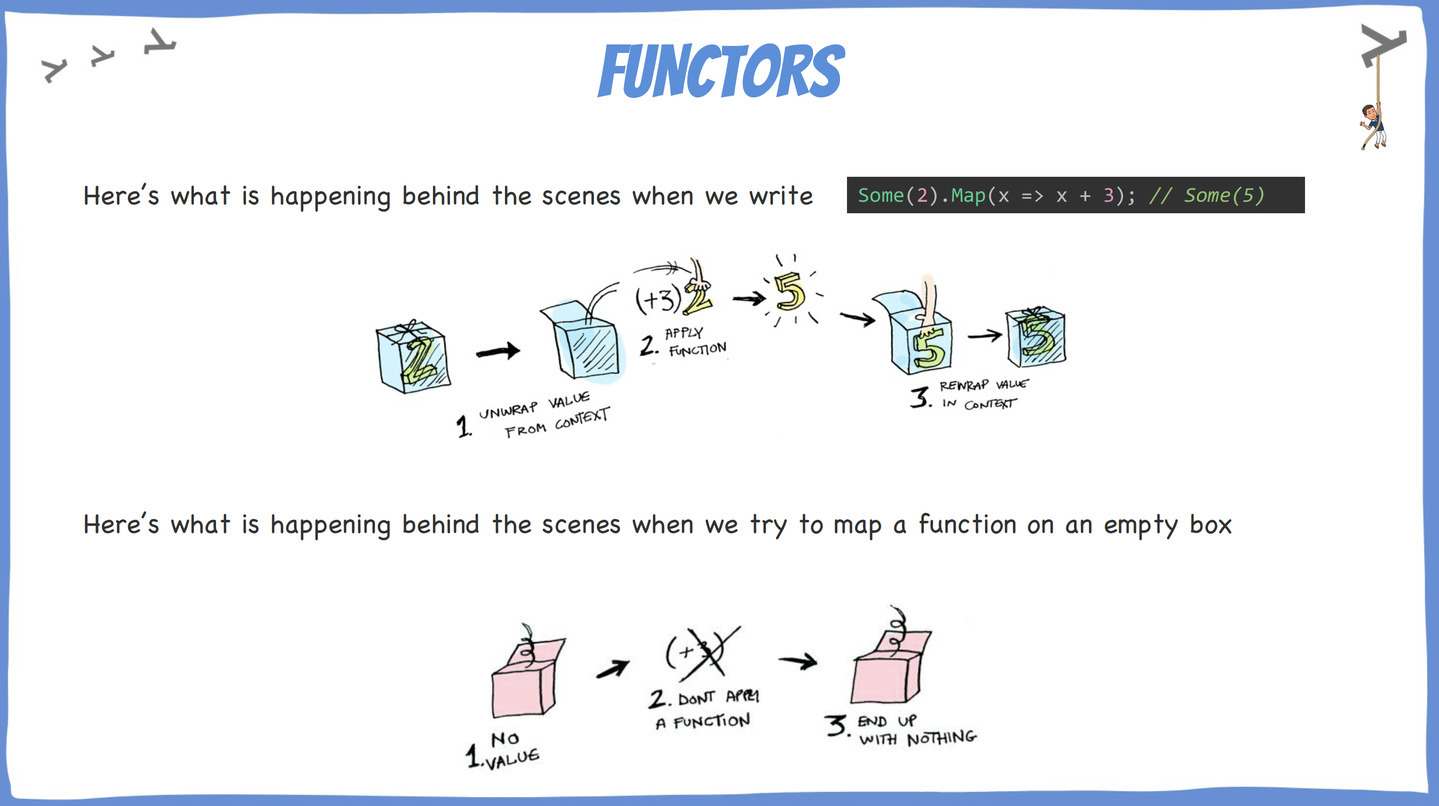 FUNCTORS
Here's what is happening behind the scenes when we write
Some(2).Map(x => x + 3); // Some(5)
2
1. UNWRAP VALUE
FROM CONTEXT
(+3) 2
2. APPLY
FUNCTION
5
5
3. REWRAP VALUE
IN CONTEXT
5
Here's what is happening behind the scenes when we try to map a function on an empty box
1. NO
VALUE
(+3)
2. DONT APPLY
A FUNCTION
3. END UP
WITH NOTHING